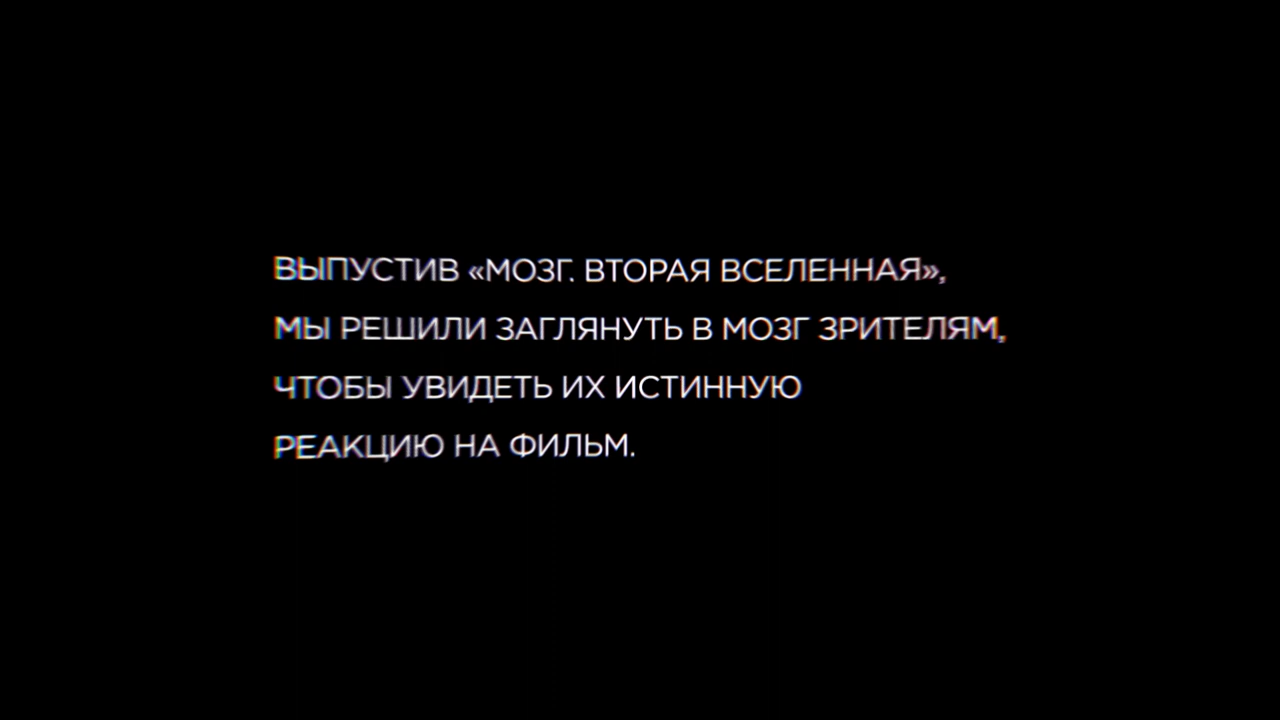 ВЫПУСТИВ «МОЗГ. ВТОРАЯ ВСЕЛЕННАЯ»,
МЫ РЕШИЛИ ЗАГЛЯНУТЬ В МОЗГ ЗРИТЕЛЯМ,
ЧТОБЫ УВИДЕТЬ ИХ ИСТИННУЮ
РЕАКЦИЮ НА ФИЛЬМ.